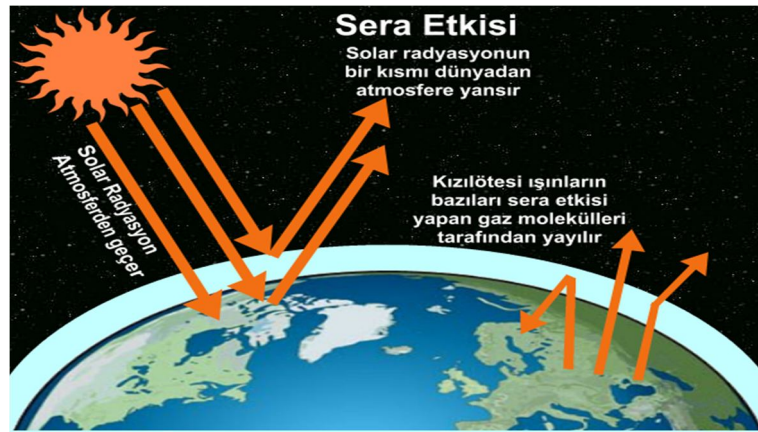 Sera Etkisi
Solar radyasyonun
bir kısmı dünyadan
atmosfere yansır
Solar Radyasyon
Atmosferden geçer
Kızılötesi ışınların
bazıları sera etkisi
yapan gaz molekülleri
tarafından yayılır